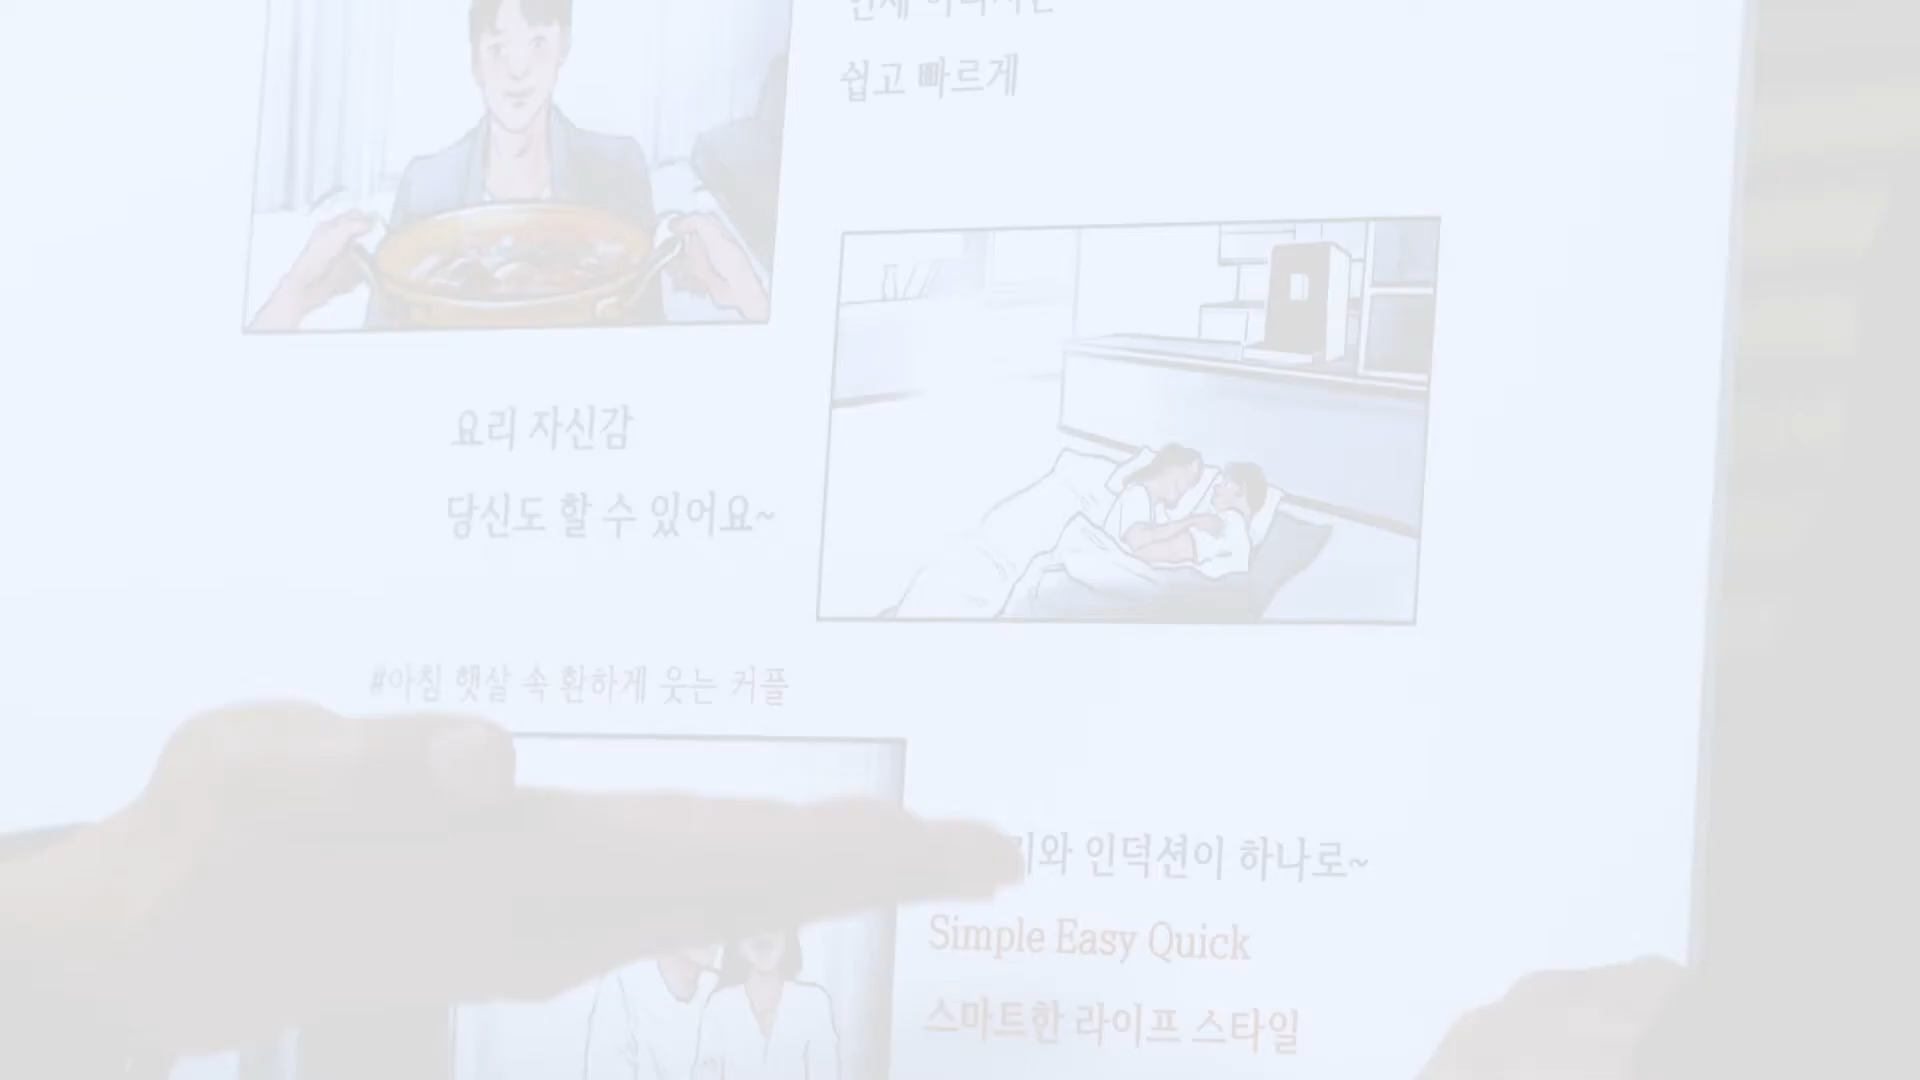 쉽고 빠르게
요리 자신감
당신도 할 수 있어요~
#아침 햇살 속 환하게 웃는 커플
인덕션이 하나로~
Simple Easy Quick
스마트한 라이프 스타일